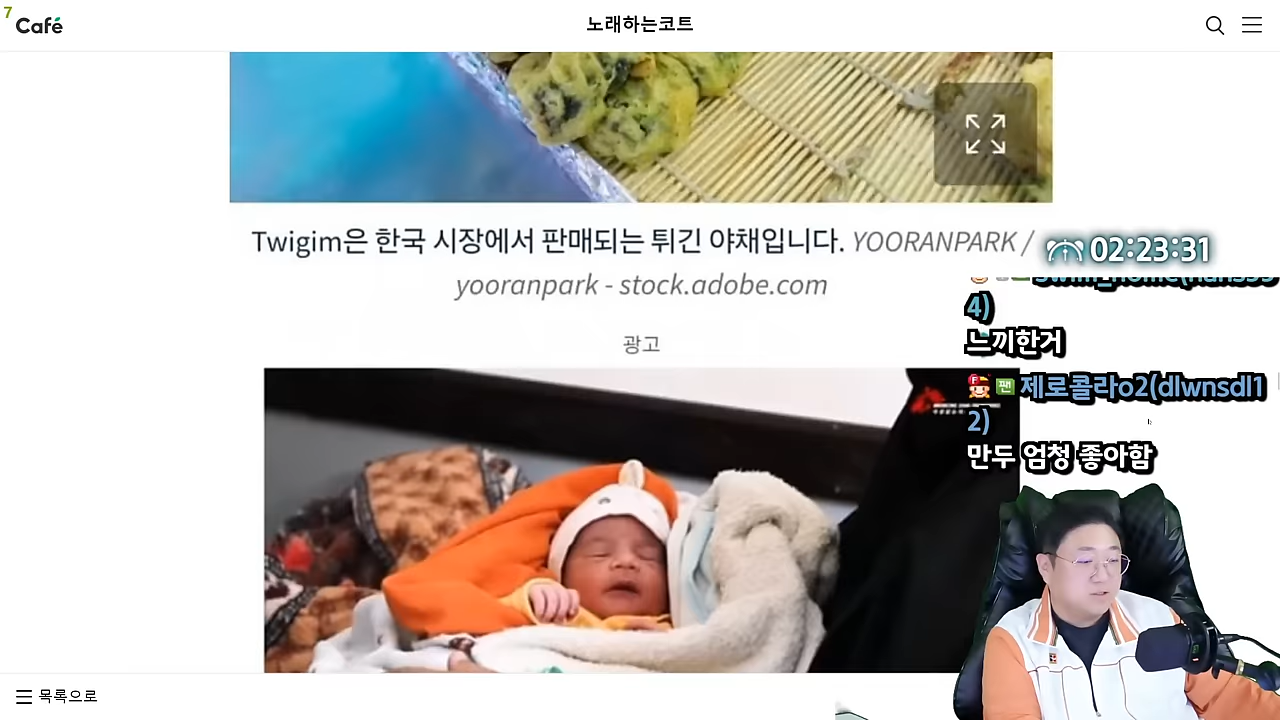 7
Café
노래하는코트
Twigim은 한국 시장에서 판매되는 튀긴 야채입니다. YOORANPARK /
yooranpark - stock.adobe.com
02:23:31
광고
4)
느끼한거
팬 제로콜라o2(dlwnsdl1
2)
만두 엄청 좋아함
목록으로